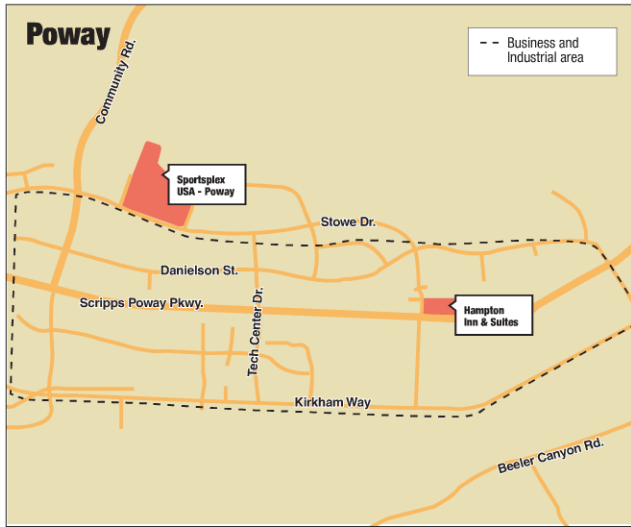 Poway
Business and
Industrial area
Community Rd.
Sportsplex
USA - Poway
Stowe Dr.
Danielson St.
Scripps Poway Pkwy.
Tech Center Dr.
Hampton
Inn & Suites
Kirkham Way
Beeler Canyon Rd.